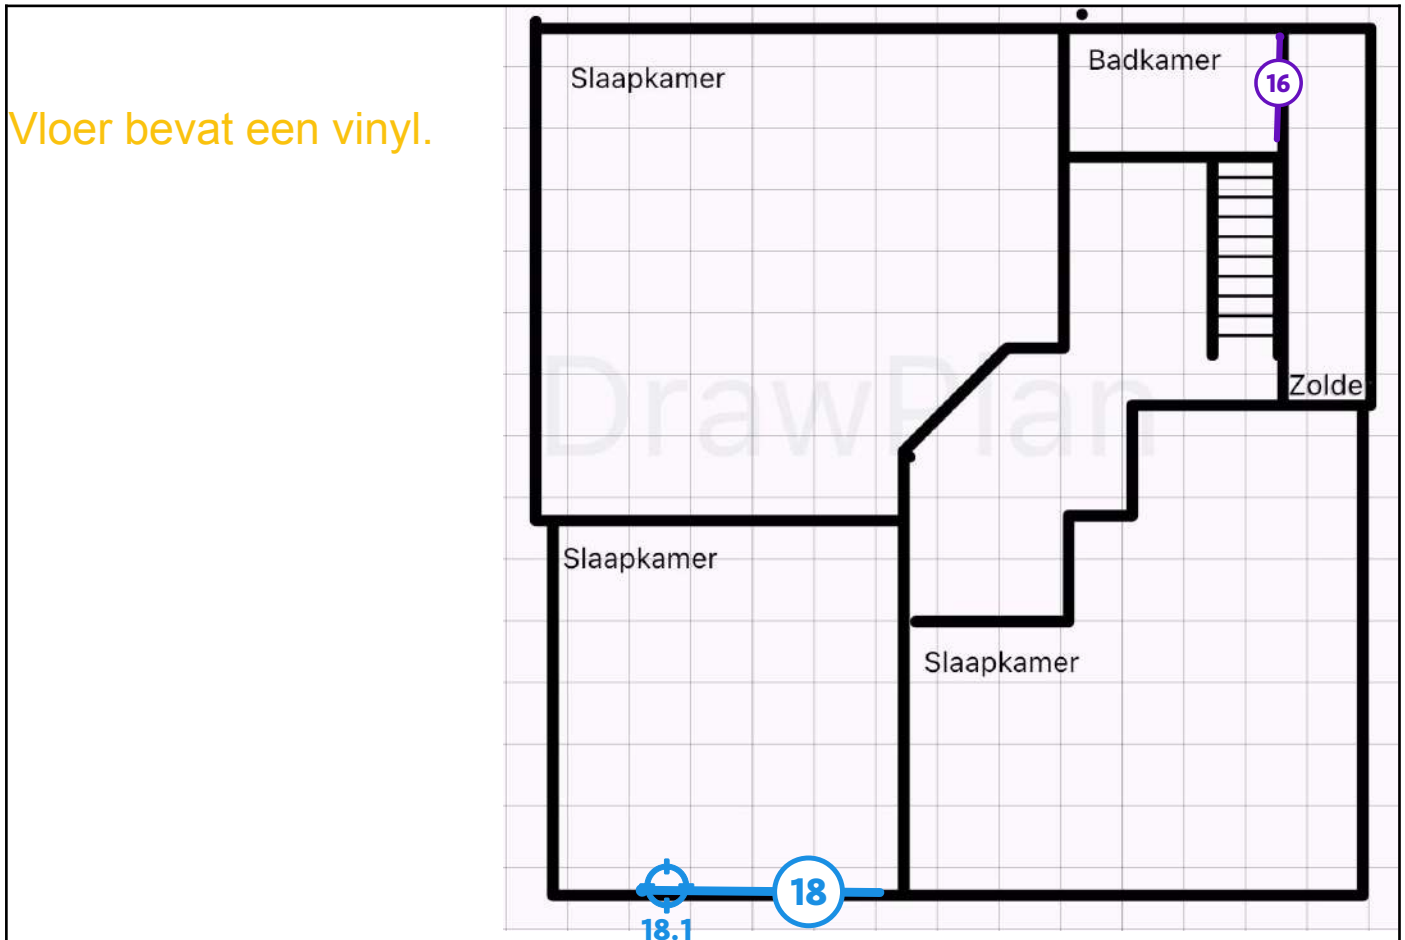 Slaapkamer
Badkamer
16
Vloer bevat een vinyl.
DrawPlan
Zolde
Slaapkamer
Slaapkamer
18
18.1